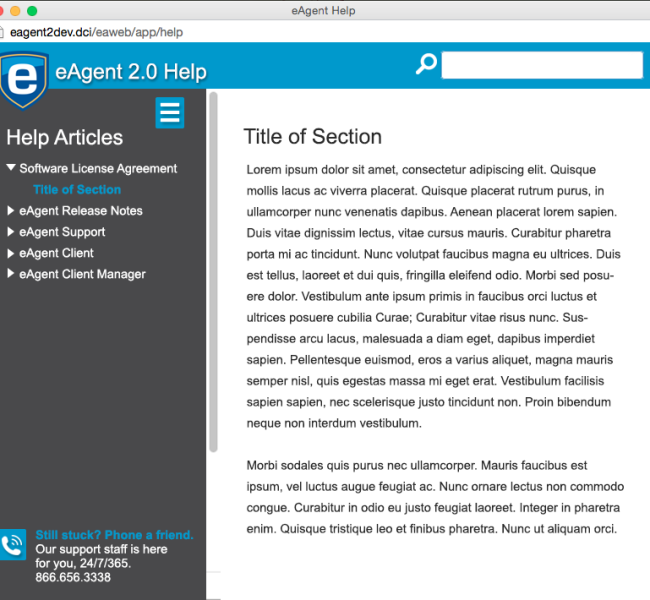 eAgent Help
eagent2dev.dci/eaweb/app/help
e
eAgent 2.0 Help
Help Articles
Software License Agreement
Title of Section
eAgent Release Notes
eAgent Support
eAgent Client
eAgent Client Manager
Still stuck? Phone a friend.
Our support staff is here
for you, 24/7/365.
866.656.3338
Title of Section
Lorem ipsum dolor sit amet, consectetur adipiscing elit. Quisque
mollis lacus ac viverra placerat. Quisque placerat rutrum purus, in
ullamcorper nunc venenatis dapibus. Aenean placerat lorem sapien.
Duis vitae dignissim lectus, vitae cursus mauris. Curabitur pharetra
porta mi ac tincidunt. Nunc volutpat faucibus magna eu ultrices. Duis
est tellus, laoreet et dui quis, fringilla eleifend odio. Morbi sed posu-
ere dolor. Vestibulum ante ipsum primis in faucibus orci luctus et
ultrices posuere cubilia Curae; Curabitur vitae risus nunc. Sus-
pendisse arcu lacus, malesuada a diam eget, dapibus imperdiet
sapien. Pellentesque euismod, eros a varius aliquet, magna mauris
semper nisl, quis egestas massa mi eget erat. Vestibulum facilisis
sapien sapien, nec scelerisque justo tincidunt non. Proin bibendum
neque non interdum vestibulum.
Morbi sodales quis purus nec ullamcorper. Mauris faucibus est
ipsum, vel luctus augue feugiat ac. Nunc ornare lectus non commodo
congue. Curabitur in odio eu justo feugiat laoreet. Integer in pharetra
enim. Quisque tristique leo et finibus pharetra. Nunc ut aliquam orci.